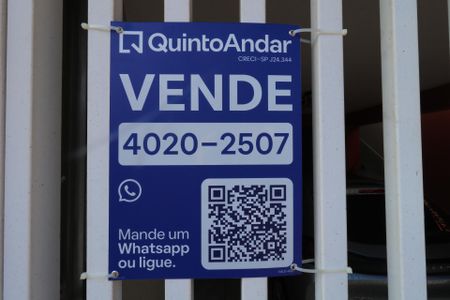 QuintoAndar
CRECI-SP J24.344
VENDE
4020-2507
Mande um
Whatsapp
ou ligue.